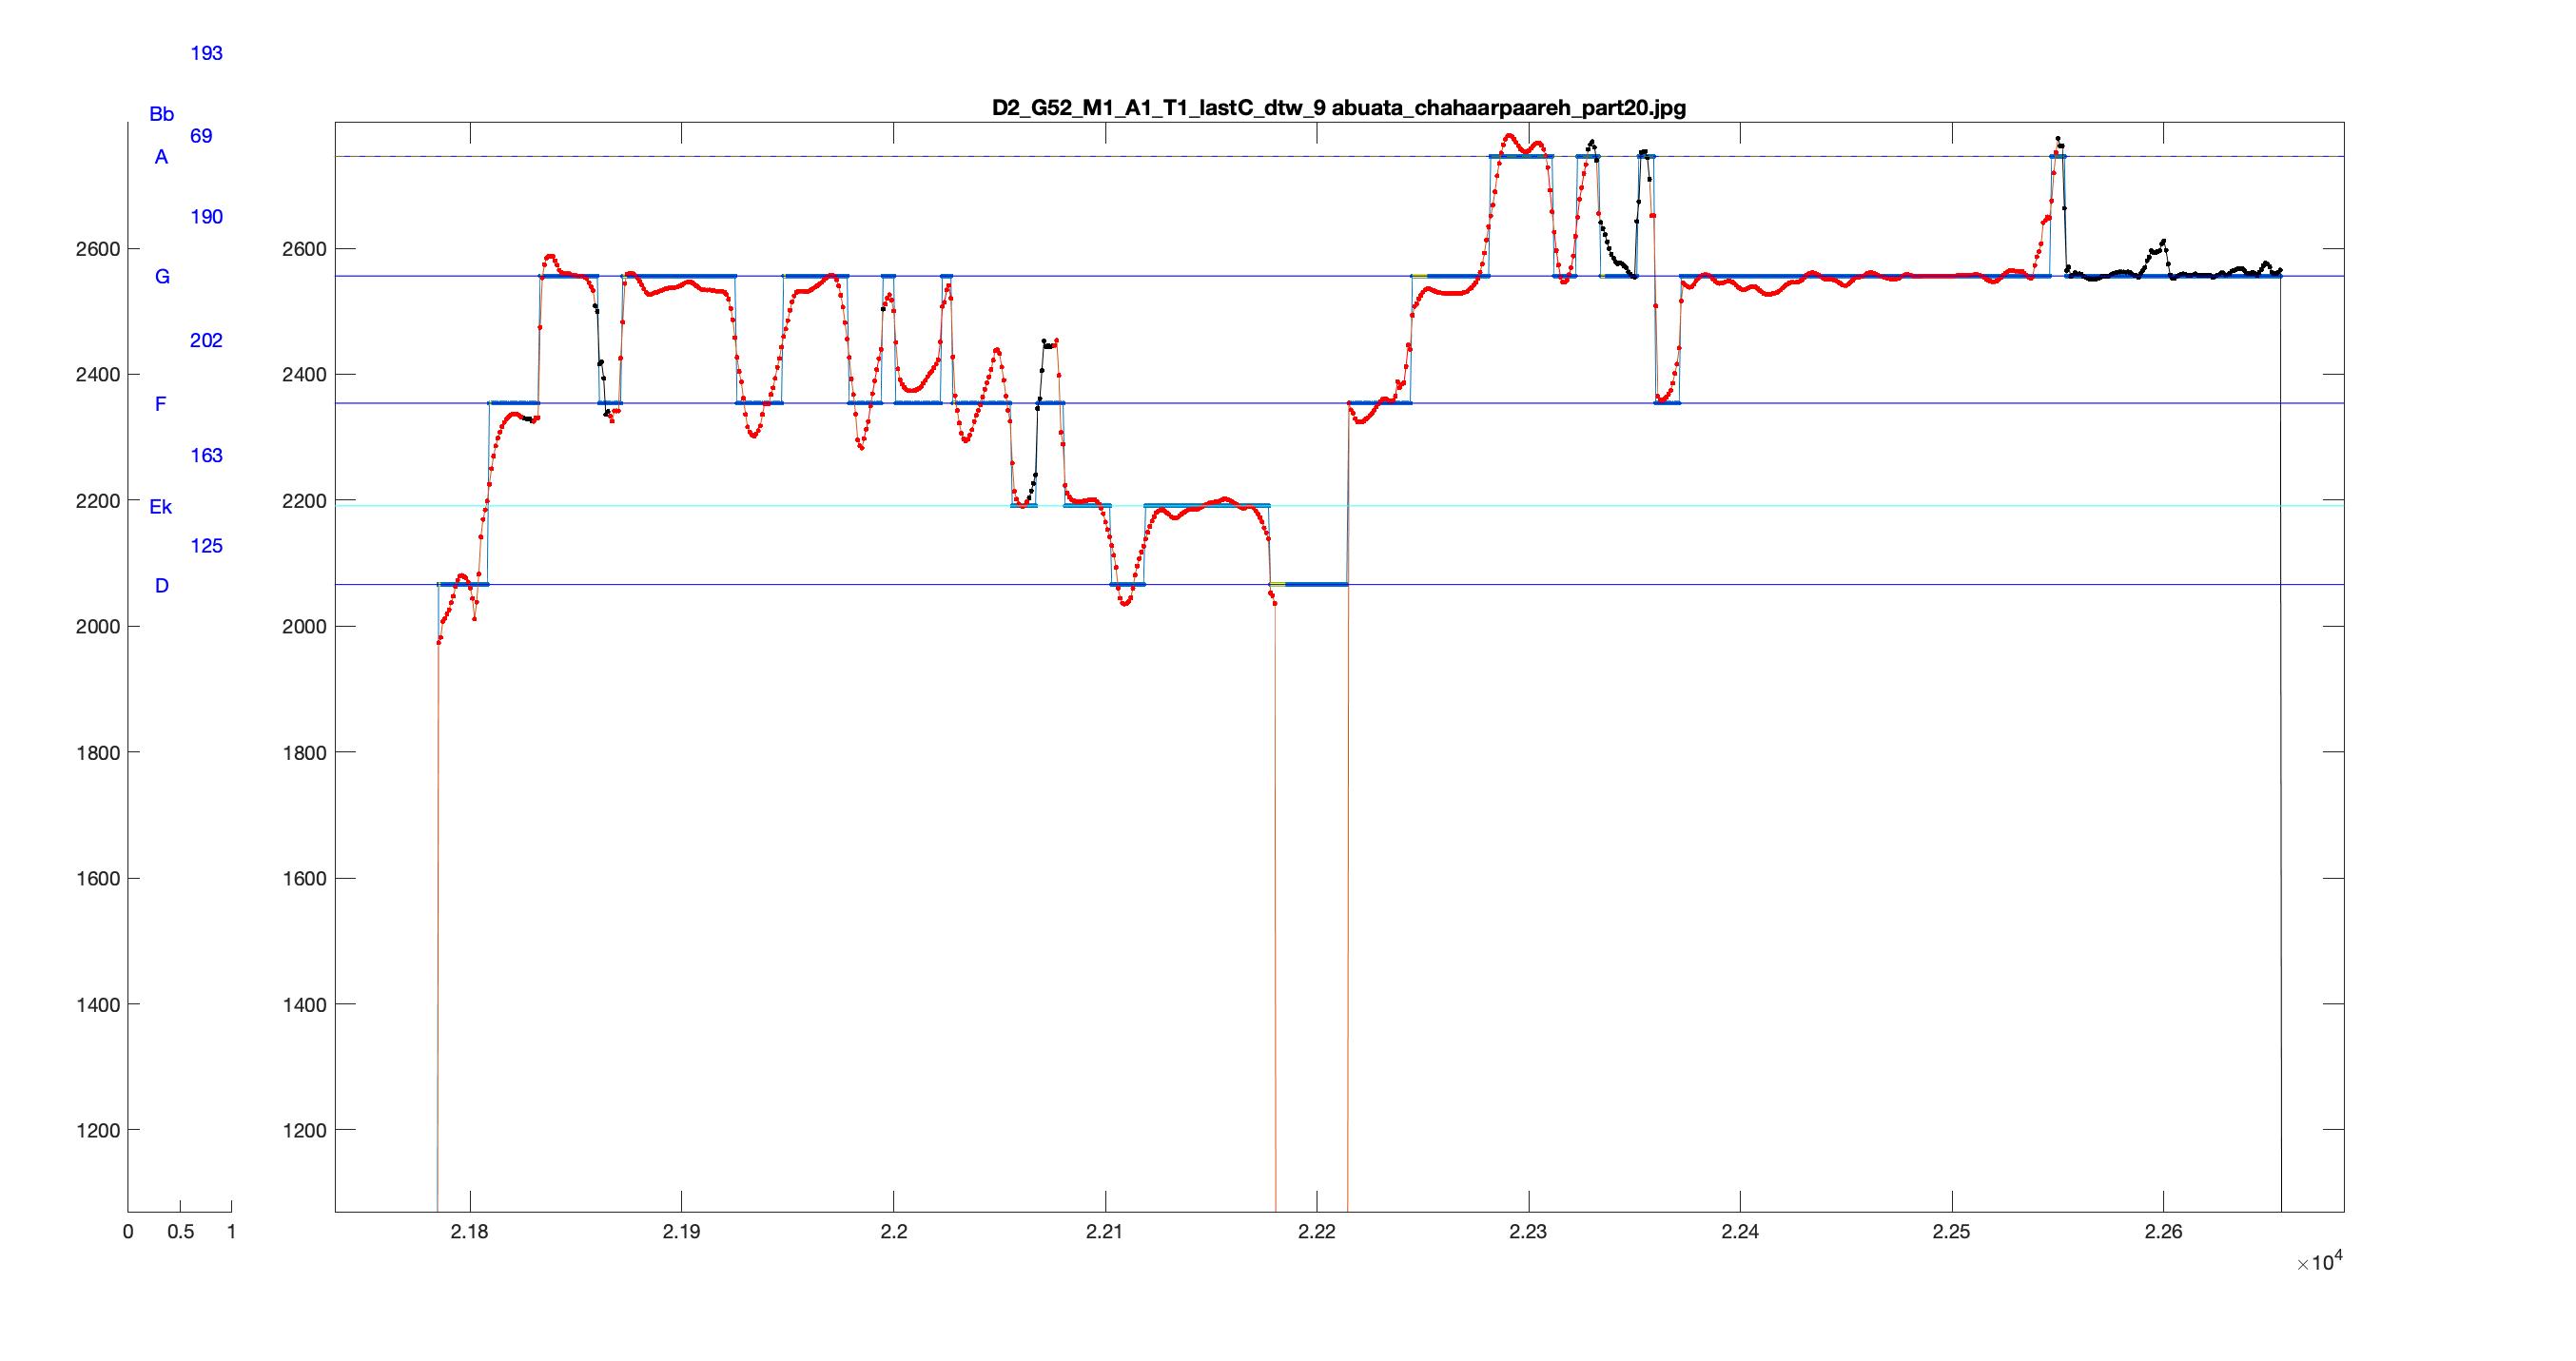 193
Bb
D2_G52_M1_A1_T1_lastC_dtw_9 abuata_chahaarpaareh_part20.jpg
69
A
190
2600
2600
G
202
2400
2400
F
163
2200
Ek
2200
125
D
2000
2000
1800
1800
1600
1600
1400
1400
1200
1200
0 0.5 1
2.18 2.19 2.2 2.21 2.22 2.23 2.24 2.25 2.26
×10⁴